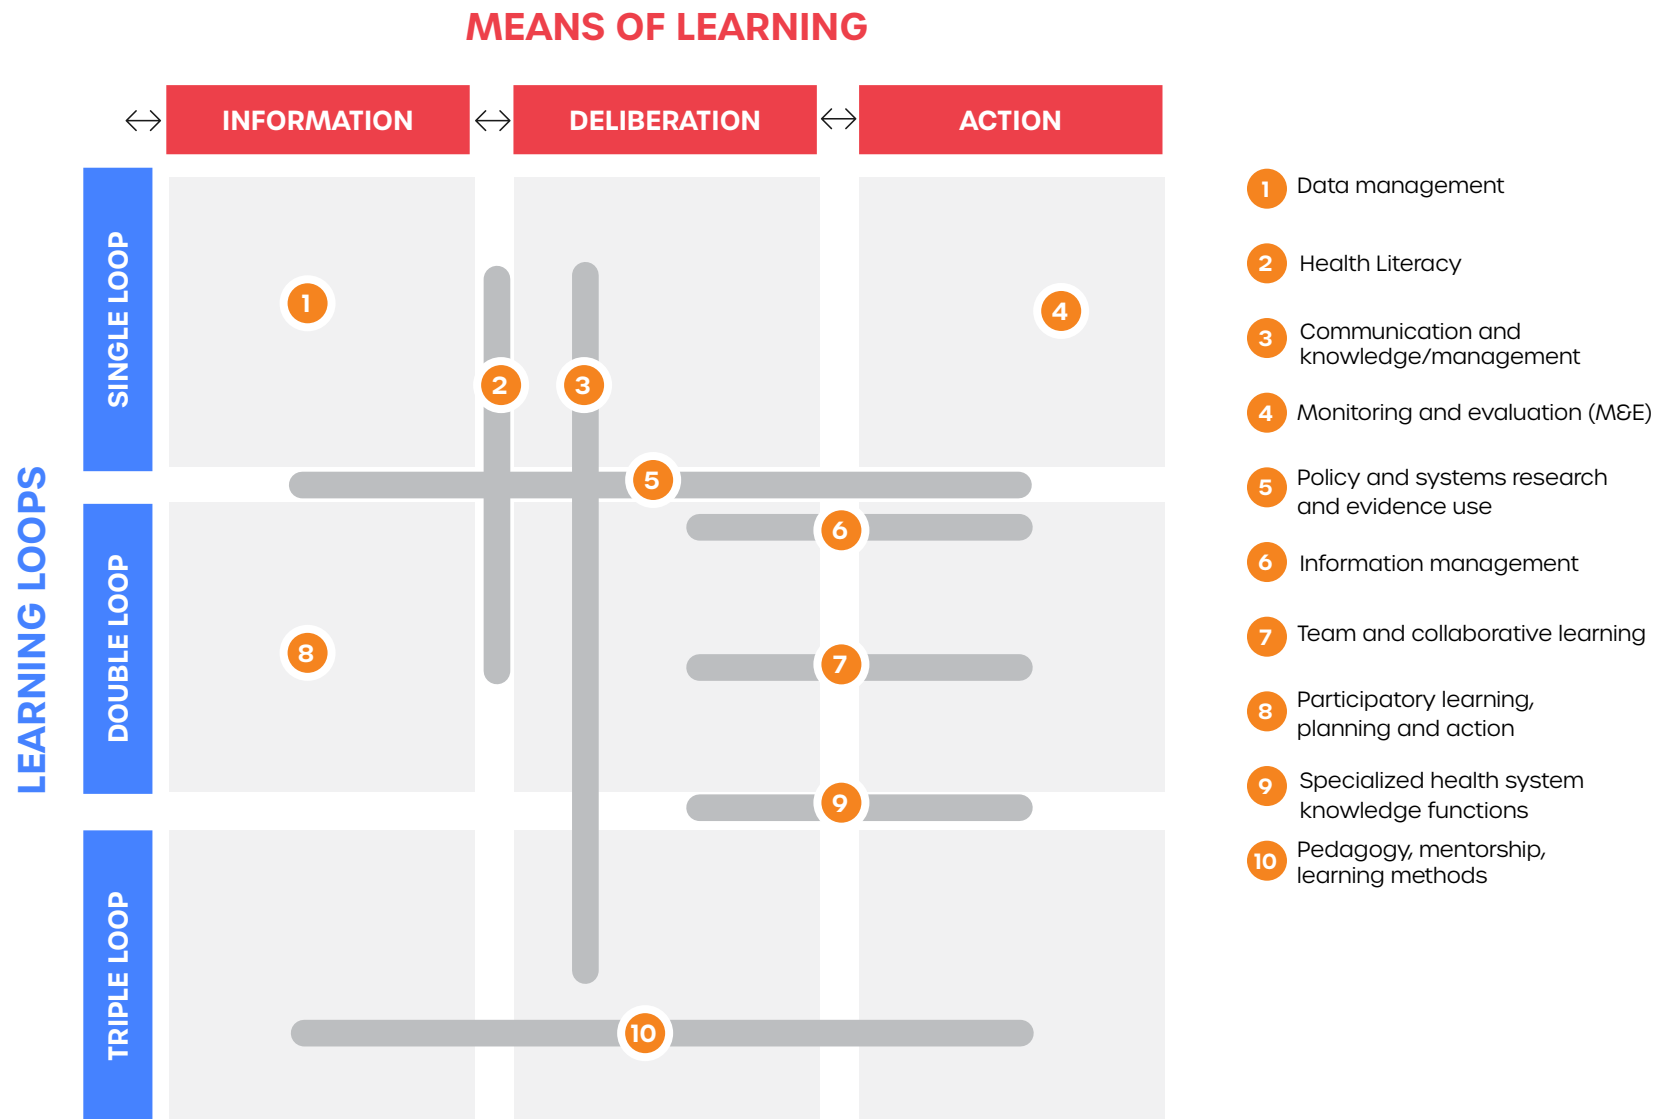 MEANS OF LEARNING
INFORMATION
DELIBERATION
ACTION
LEARNING LOOPS
SINGLE LOOP
DOUBLE LOOP
TRIPLE LOOP
1
2
3
4
5
6
7
8
9
10
1 Data management
2 Health Literacy
3 Communication and
knowledge/management
4 Monitoring and evaluation (M&E)
5 Policy and systems research
and evidence use
6 Information management
7 Team and collaborative learning
8 Participatory learning,
planning and action
9 Specialized health system
knowledge functions
10 Pedagogy, mentorship,
learning methods